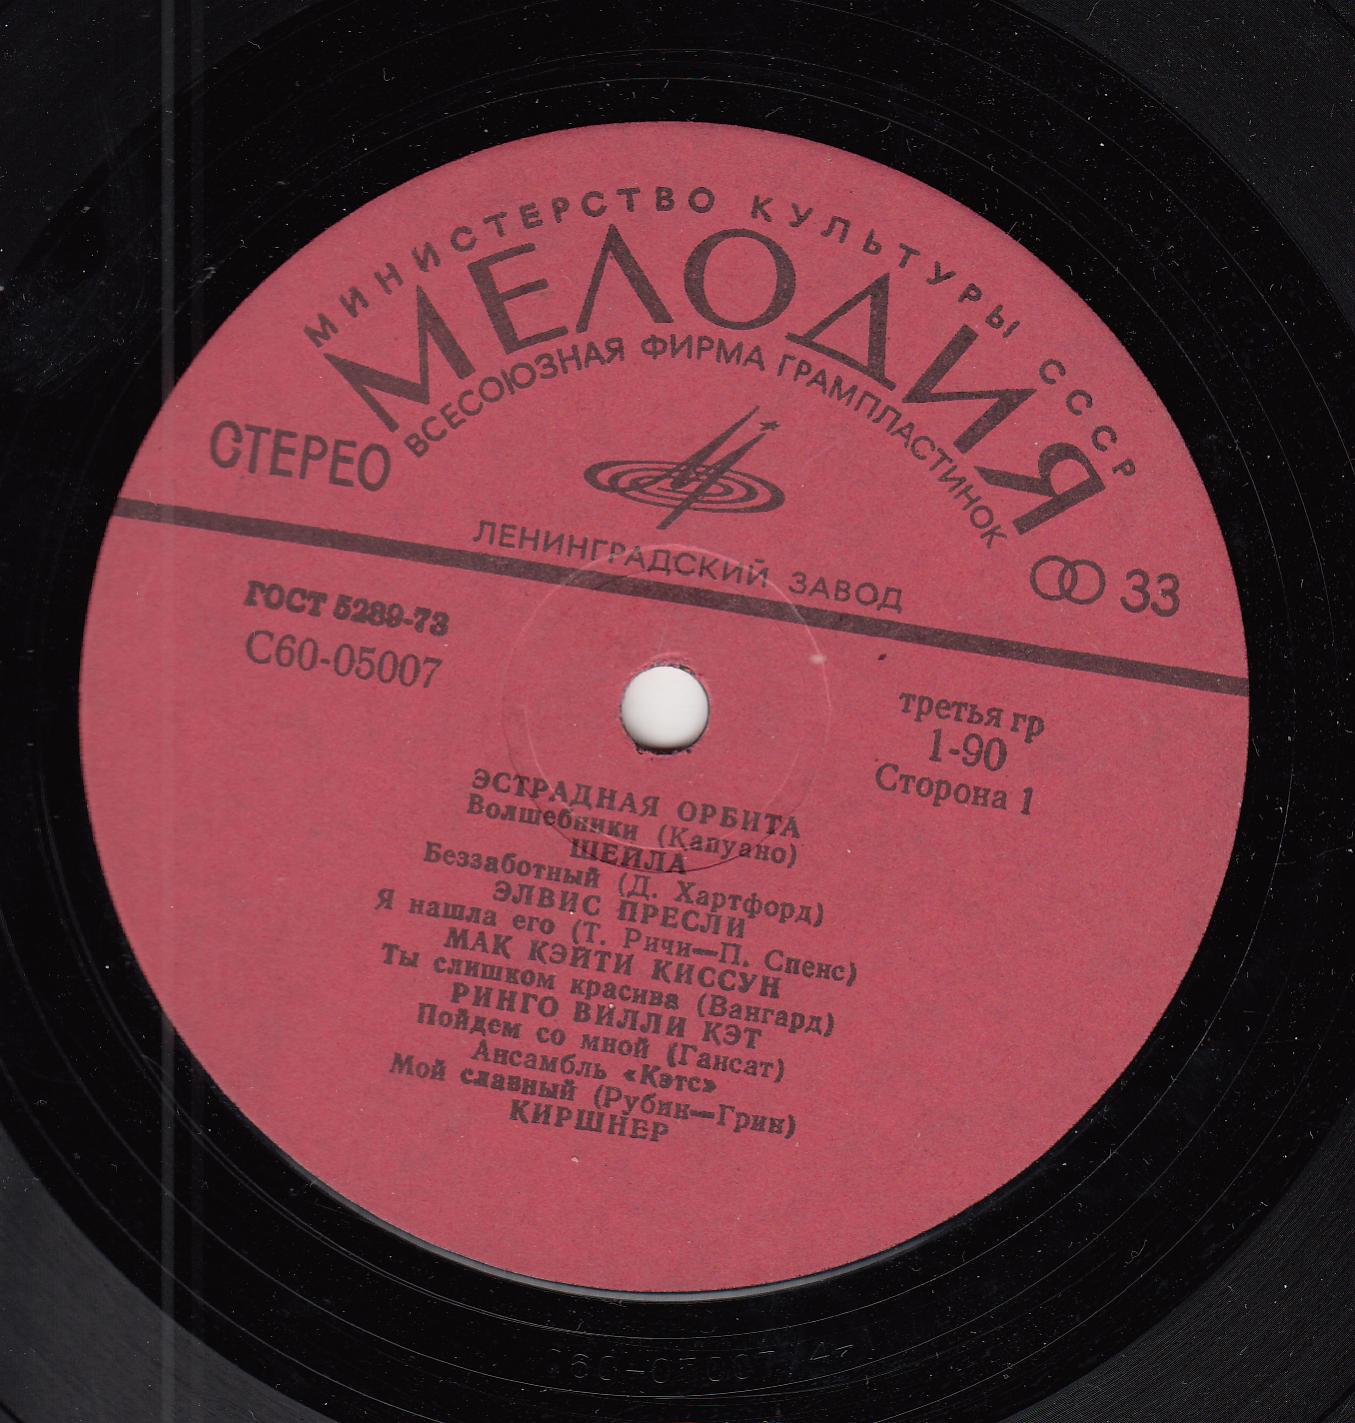 МИНИСТЕРСТВО КУЛЬТУРЫ СССР
МЕЛОДИЯ
ВСЕСОЮЗНАЯ ФИРМА ГРАМПЛАСТИНОК
СТЕРЕО
ЛЕНИНГРАДСКИЙ ЗАВОД
33
ГОСТ 5289-73
С60-05007
третья гр
1-90
Сторона 1
ЭСТРАДНАЯ ОРБИТА
Волшебники (Капуано)
ШЕЙЛА
Беззаботный (Д. Хартфорд)
ЭЛВИС ПРЕСЛИ
Я нашла его (Т. Ричи—П. Спенс)
МАК КЭЙТИ КИССУН
Ты слишком красива (Вангард)
РИНГО ВИЛЛИ КЭТ
Пойдем со мной (Гансат)
Ансамбль «Кэтс»
Мой славный (Рубин—Грин)
КИРШНЕР